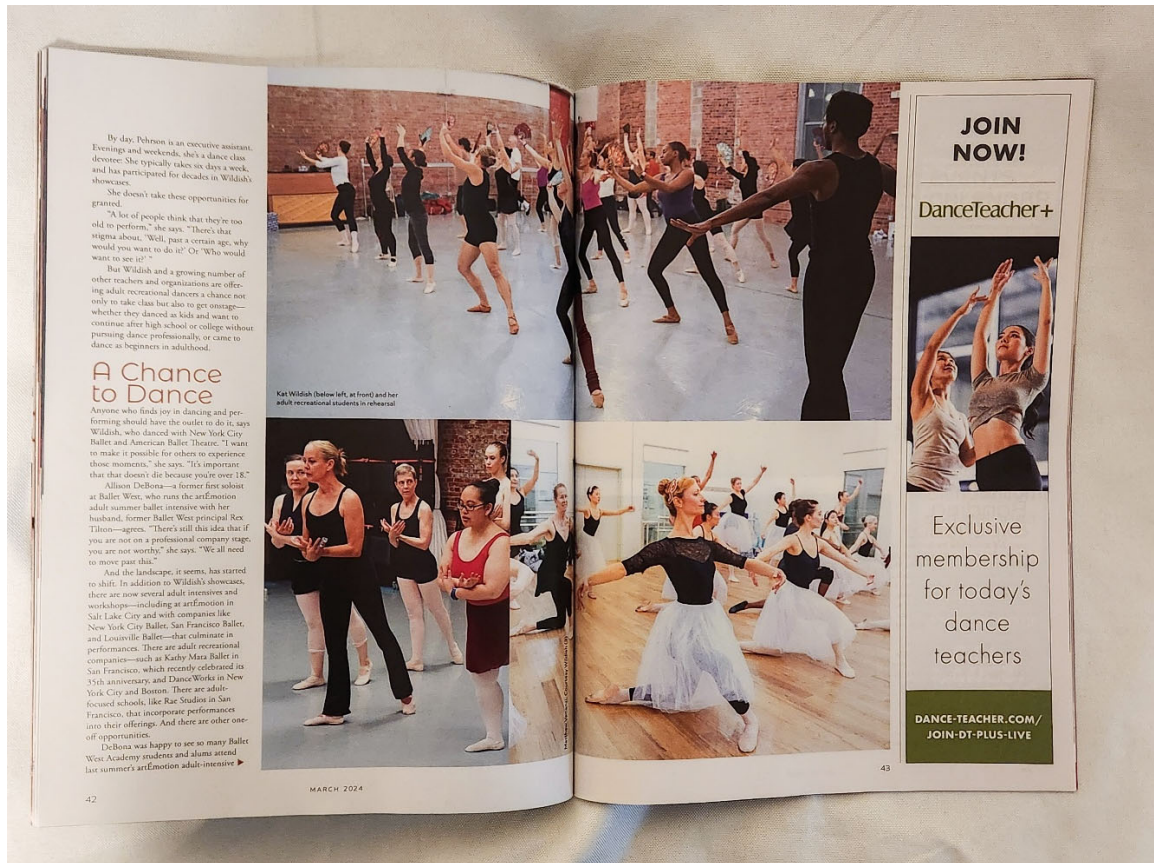 By day, Pehrson is an executive assistant.
Evenings and weekends, she's a dance class
devotee: She typically takes six days a week,
and has participated for decades in Wildish's
showcases.
She doesn't take these opportunities for
granted.
"A lot of people think that they're too
old to perform," she says. "There's that
stigma about, 'Well, past a certain age, why
would you want to do it?' Or 'Who would
want to see it?' "
But Wildish and a growing number of
other teachers and organizations are offer-
ing adult recreational dancers a chance not
only to take class but also to get onstage—
whether they danced as kids and want to
continue after high school or college without
pursuing dance professionally, or came to
dance as beginners in adulthood.
A Chance
to Dance
Anyone who finds joy in dancing and per-
forming should have the outlet to do it, says
Wildish, who danced with New York City
Ballet and American Ballet Theatre. "I want
to make it possible for others to experience
those moments," she says. "It's important
that that doesn't die because you're over 18."
Allison DeBona—a former first soloist
at Ballet West, who runs the artÉmotion
adult summer ballet intensive with her
husband, former Ballet West principal Rex
Tilton—agrees. "There's still this idea that if
you are not on a professional company stage,
you are not worthy," she says. "We all need
to move past this."
And the landscape, it seems, has started
to shift. In addition to Wildish's showcases,
there are now several adult intensives and
workshops—including at artÉmotion in
Salt Lake City and with companies like
New York City Ballet, San Francisco Ballet,
and Louisville Ballet—that culminate in
performances. There are adult recreational
companies—such as Kathy Mata Ballet in
San Francisco, which recently celebrated its
35th anniversary, and DanceWorks in New
York City and Boston. There are adult-
focused schools, like Rae Studios in San
Francisco, that incorporate performances
into their offerings. And there are other one-
off opportunities.
DeBona was happy to see so many Ballet
West Academy students and alums attend
last summer's artÉmotion adult-intensive ▶
42
MARCH 2024
Kat Wildish (below left, at front) and her
adult recreational students in rehearsal
Courtesy Wildish
43
JOIN
NOW!
DanceTeacher+
Exclusive
membership
for today's
dance
teachers
DANCE-TEACHER.COM/
JOIN-DT-PLUS-LIVE